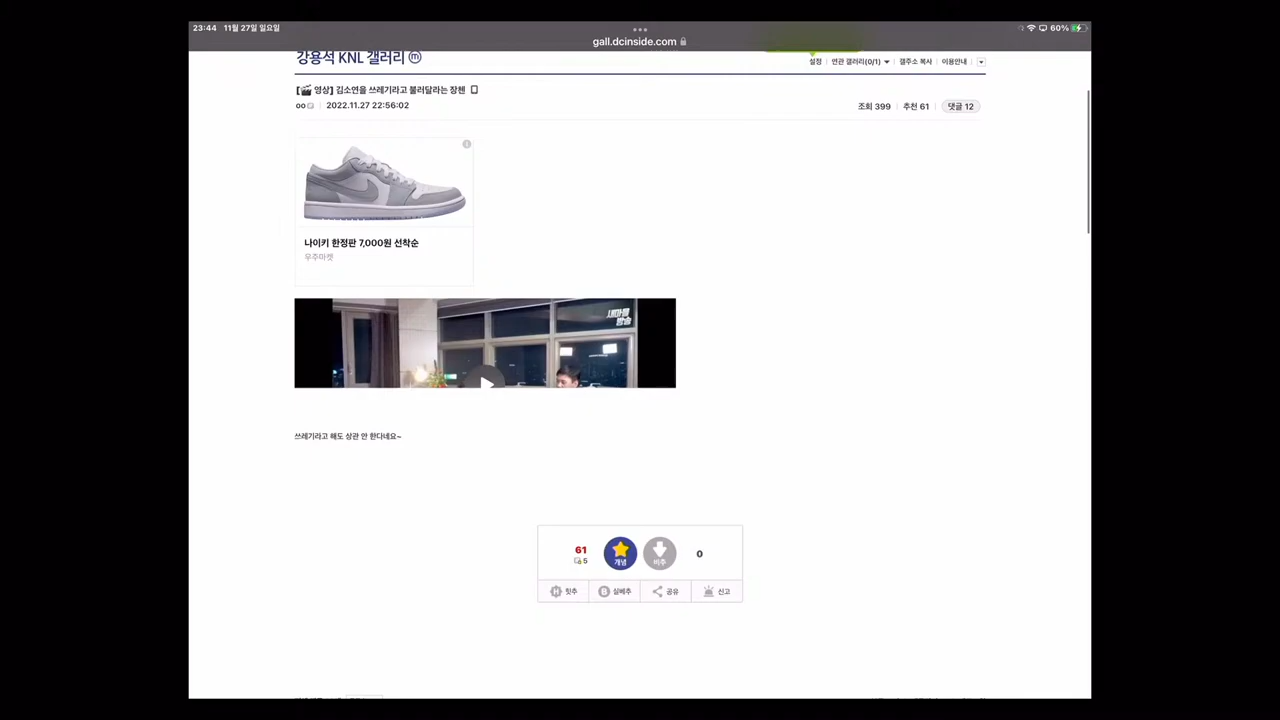 23:44 11월 27일 일요일
60%
gall.dcinside.com
강용석 KNL 갤러리 ⓜ
설정 연관 갤러리(0/1) 갤주소 복사 이용안내
[🎬 영상] 김소연을 쓰레기라고 불러달라는 장첸
oo 2022.11.27 22:56:02
조회 399 추천 61 댓글 12
나이키 한정판 7,000원 선착순
우주마켓
방송
쓰레기라고 해도 상관 안 한다네요~
61
5
개념
비추
0
힛추
실베추
공유
신고